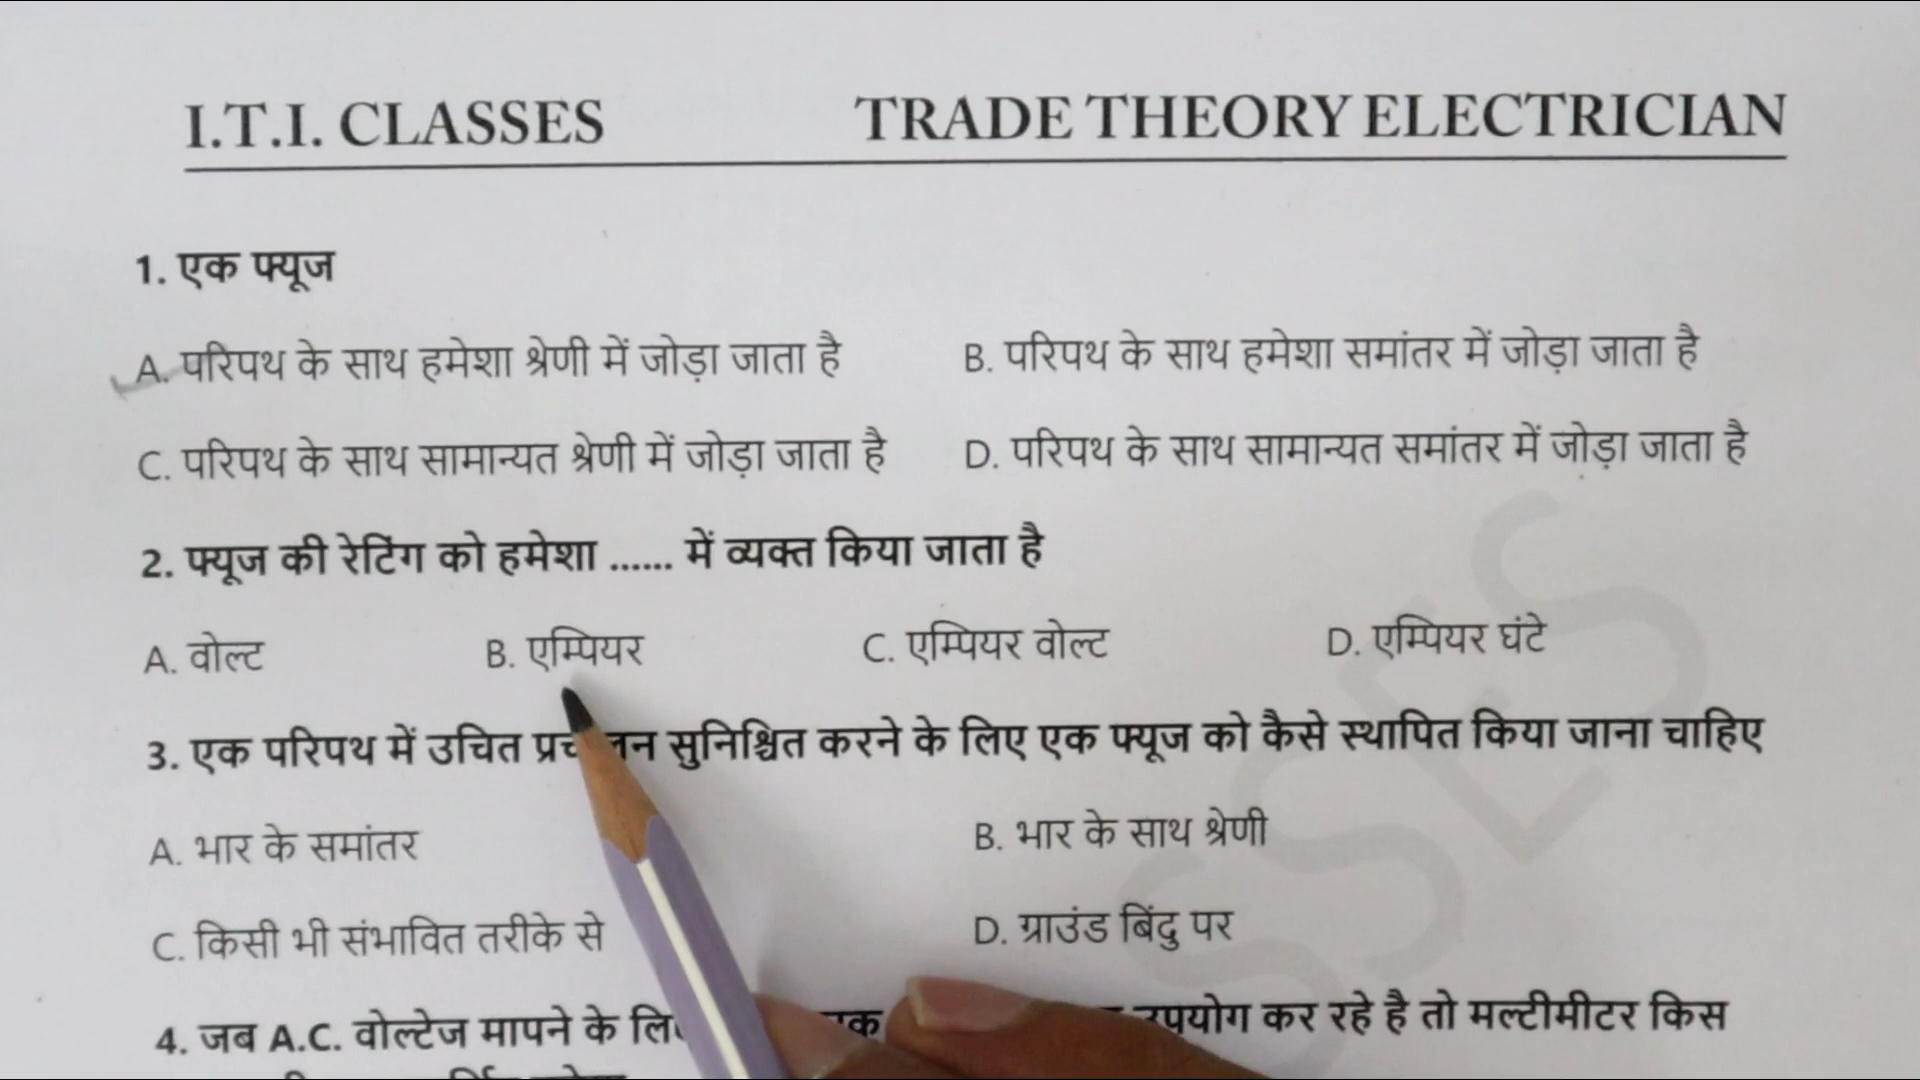 I.T.I. CLASSES TRADE THEORY ELECTRICIAN
1. एक फ्यूज
A. परिपथ के साथ हमेशा श्रेणी में जोड़ा जाता है B. परिपथ के साथ हमेशा समांतर में जोड़ा जाता है
C. परिपथ के साथ सामान्यत श्रेणी में जोड़ा जाता है D. परिपथ के साथ सामान्यत समांतर में जोड़ा जाता है
2. फ्यूज की रेटिंग को हमेशा ...... में व्यक्त किया जाता है
A. वोल्ट B. एम्पियर C. एम्पियर वोल्ट D. एम्पियर घंटे
3. एक परिपथ में उचित सुनिश्चित करने के लिए एक फ्यूज को कैसे स्थापित किया जाना चाहिए
A. भार के समांतर B. भार के साथ श्रेणी
C. किसी भी संभावित तरीके से D. ग्राउंड बिंदु पर
4. जब A.C. वोल्टेज मापने के उपयोग कर रहे है तो मल्टीमीटर किस